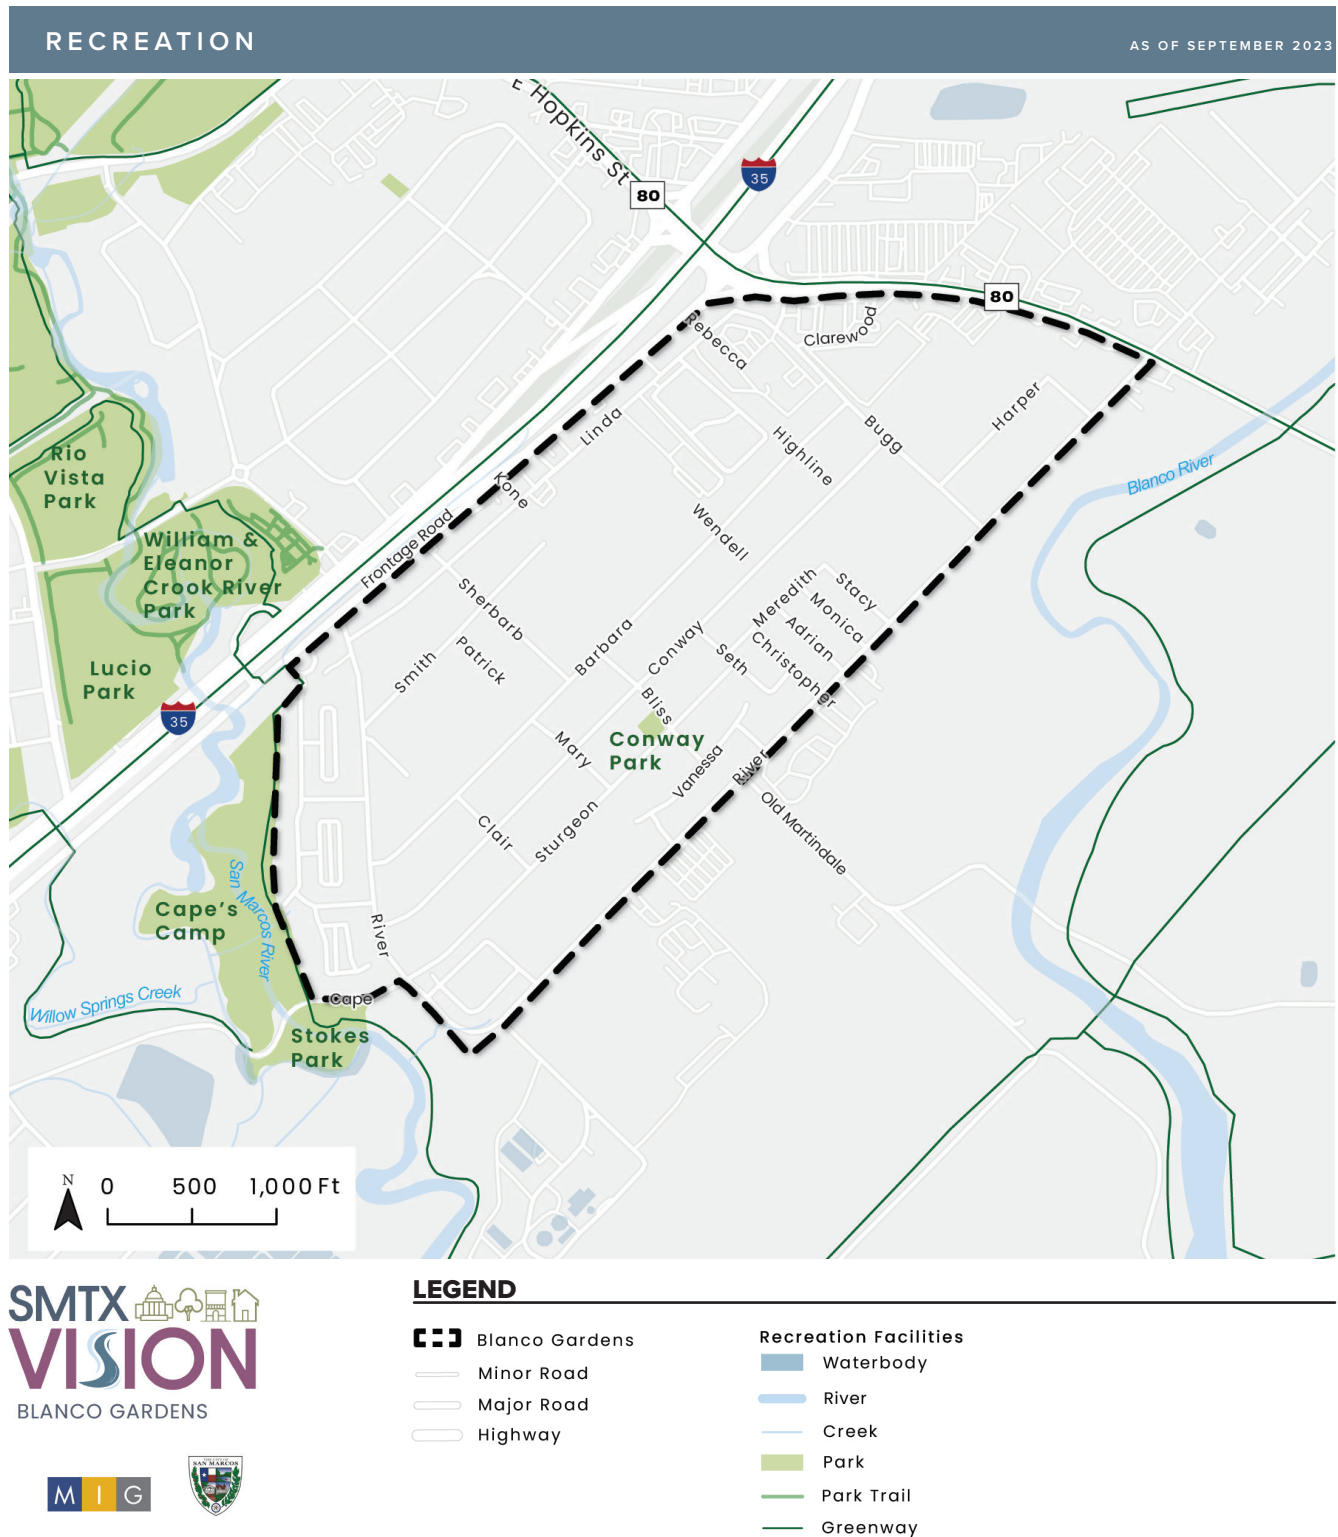 RECREATION
AS OF SEPTEMBER 2023
E Hopkins St
80
35
80
Rebecca
Clarewood
Linda
Harper
Bugg
Highline
Kone
Rio
Vista
Park
Blanco River
Wendell
Frontage Road
William &
Eleanor
Crook River
Park
Sherbarb
Meredith
Stacy
Monica
Adrian
Christopher
Barbara
Conway
Seth
Smith
Patrick
Lucio
Park
35
Bliss
Conway
Park
Mary
Vanessa
River
Old Martindale
Clair
Sturgeon
San Marcos River
Cape's
Camp
River
Willow Springs Creek
Cape
Stokes
Park
N
0 500 1,000 Ft
SMTX
VISION
BLANCO GARDENS
MIG
SAN MARCOS
LEGEND
Blanco Gardens
Minor Road
Major Road
Highway
Recreation Facilities
Waterbody
River
Creek
Park
Park Trail
Greenway